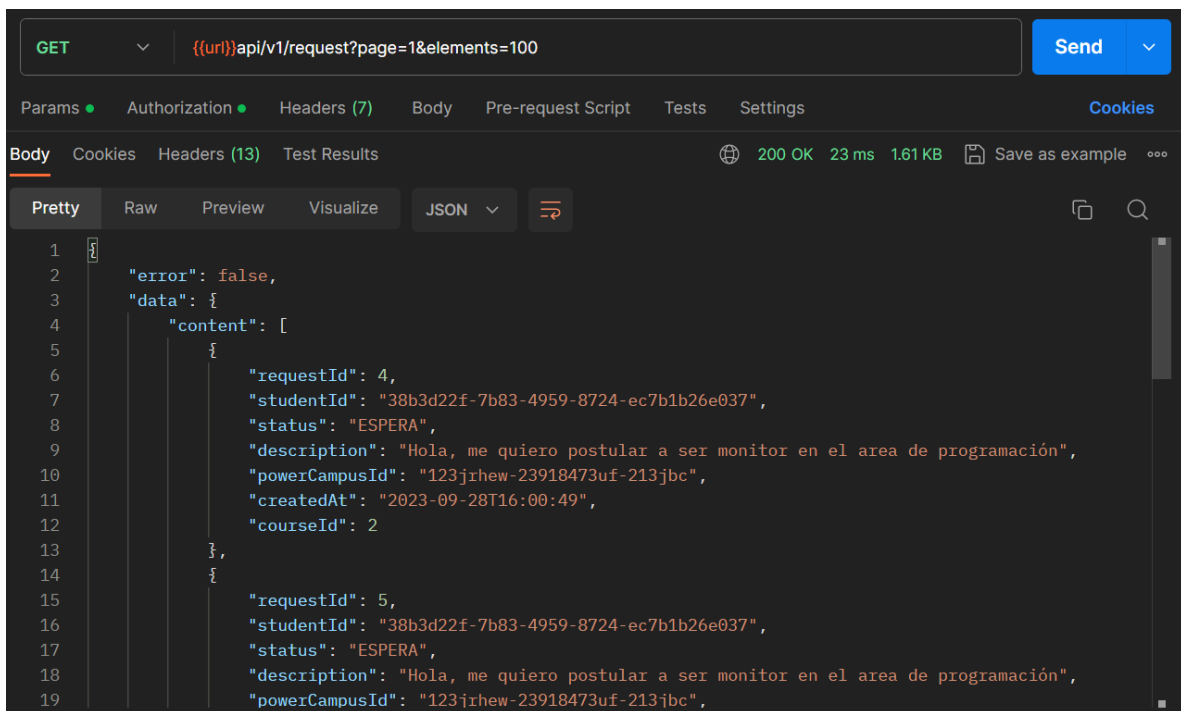 GET {{url}}api/v1/request?page=1&elements=100 Send
Params Authorization Headers (7) Body Pre-request Script Tests Settings Cookies
Body Cookies Headers (13) Test Results 200 OK 23 ms 1.61 KB Save as example
Pretty Raw Preview Visualize JSON
1 {
2 "error": false,
3 "data": {
4 "content": [
5 {
6 "requestId": 4,
7 "studentId": "38b3d22f-7b83-4959-8724-ec7b1b26e037",
8 "status": "ESPERA",
9 "description": "Hola, me quiero postular a ser monitor en el area de programación",
10 "powerCampusId": "123jrhew-23918473uf-213jbc",
11 "createdAt": "2023-09-28T16:00:49",
12 "courseId": 2
13 },
14 {
15 "requestId": 5,
16 "studentId": "38b3d22f-7b83-4959-8724-ec7b1b26e037",
17 "status": "ESPERA",
18 "description": "Hola, me quiero postular a ser monitor en el area de programación",
19 "powerCampusId": "123jrhew-23918473uf-213jbc",